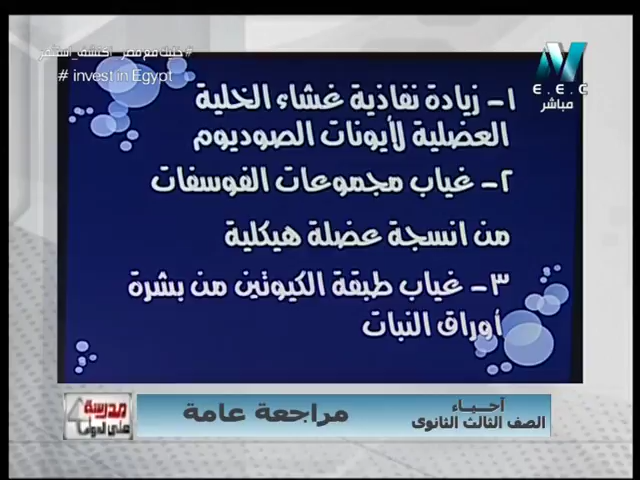 #خليك_مع_مصر_اكتشف_استثمر
# invest in Egypt
E.E.C
مباشر
١- زيادة نفاذية غشاء الخلية
العضلية لأيونات الصوديوم
٢- غياب مجموعات الفوسفات
من انسجة عضلة هيكلية
٣- غياب طبقة الكيوتين من بشرة
أوراق النبات
أحياء
الصف الثالث الثانوى
مراجعة عامة
مدرسة
على الهواء